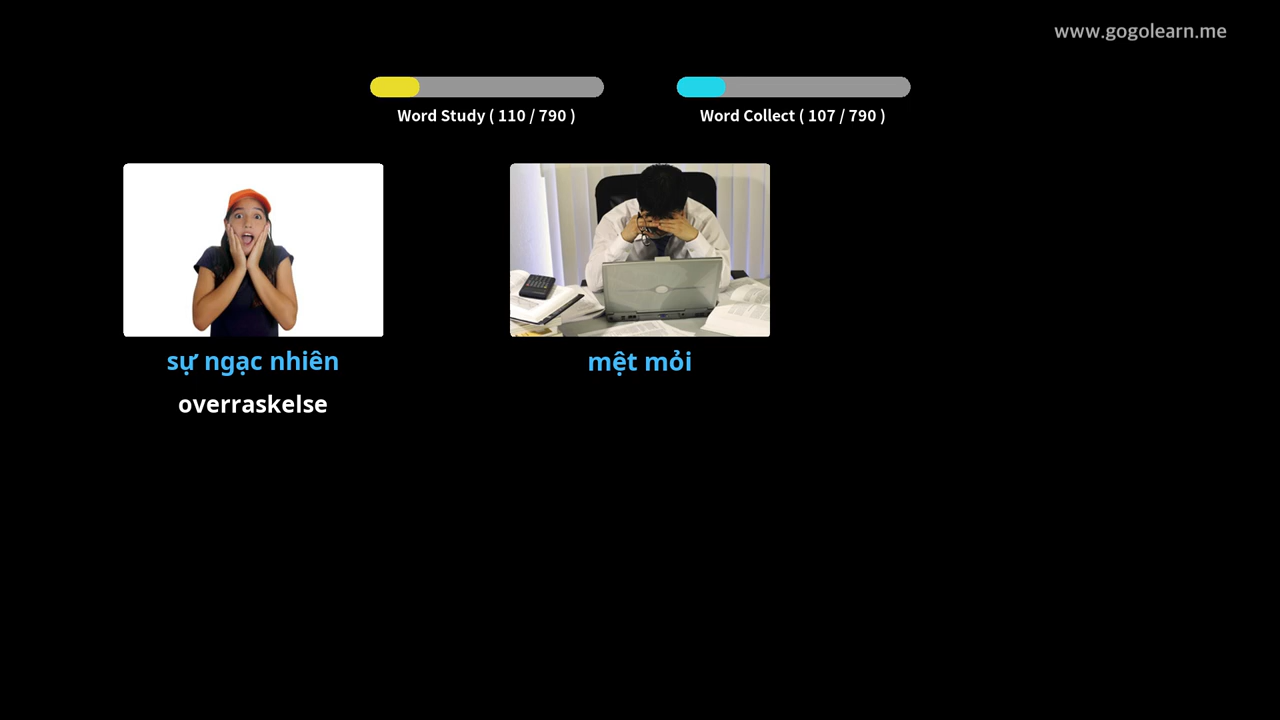 www.gogolearn.me
Word Study ( 110 / 790 )
Word Collect ( 107 / 790 )
sự ngạc nhiên
mệt mỏi
overraskelse